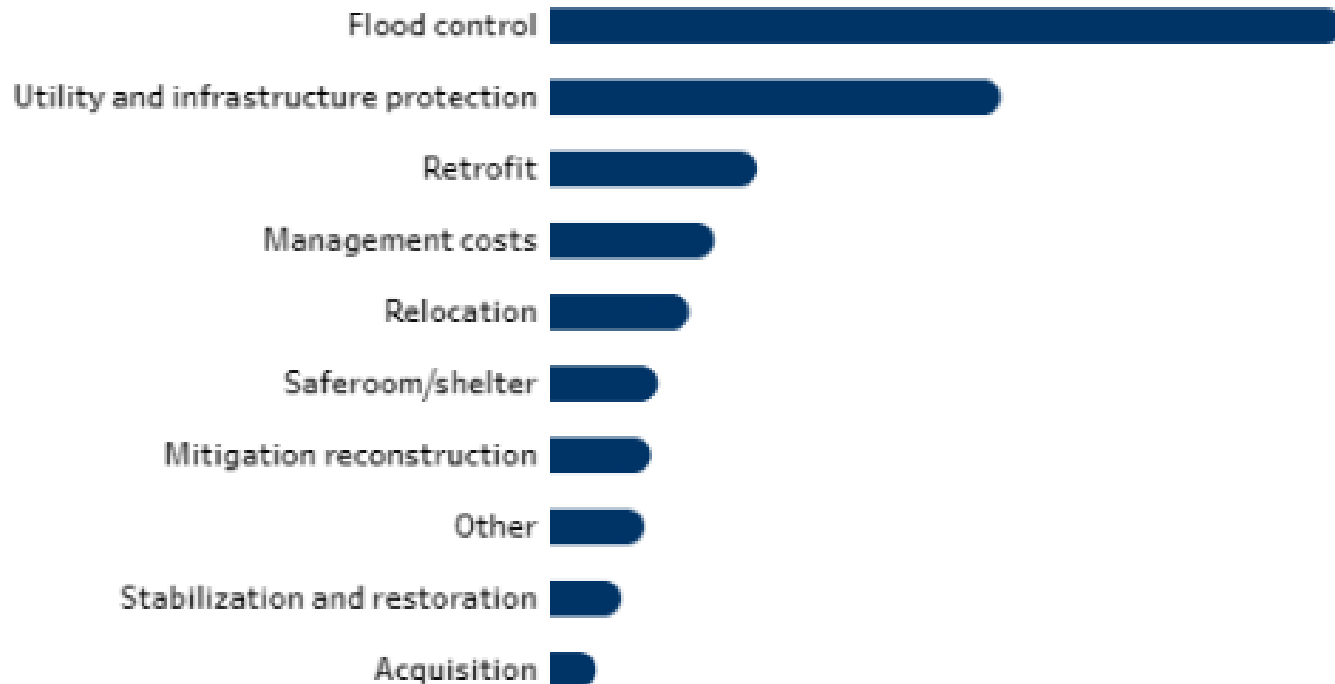 Flood control
Utility and infrastructure protection
Retrofit
Management costs
Relocation
Saferoom/shelter
Mitigation reconstruction
Other
Stabilization and restoration
Acquisition